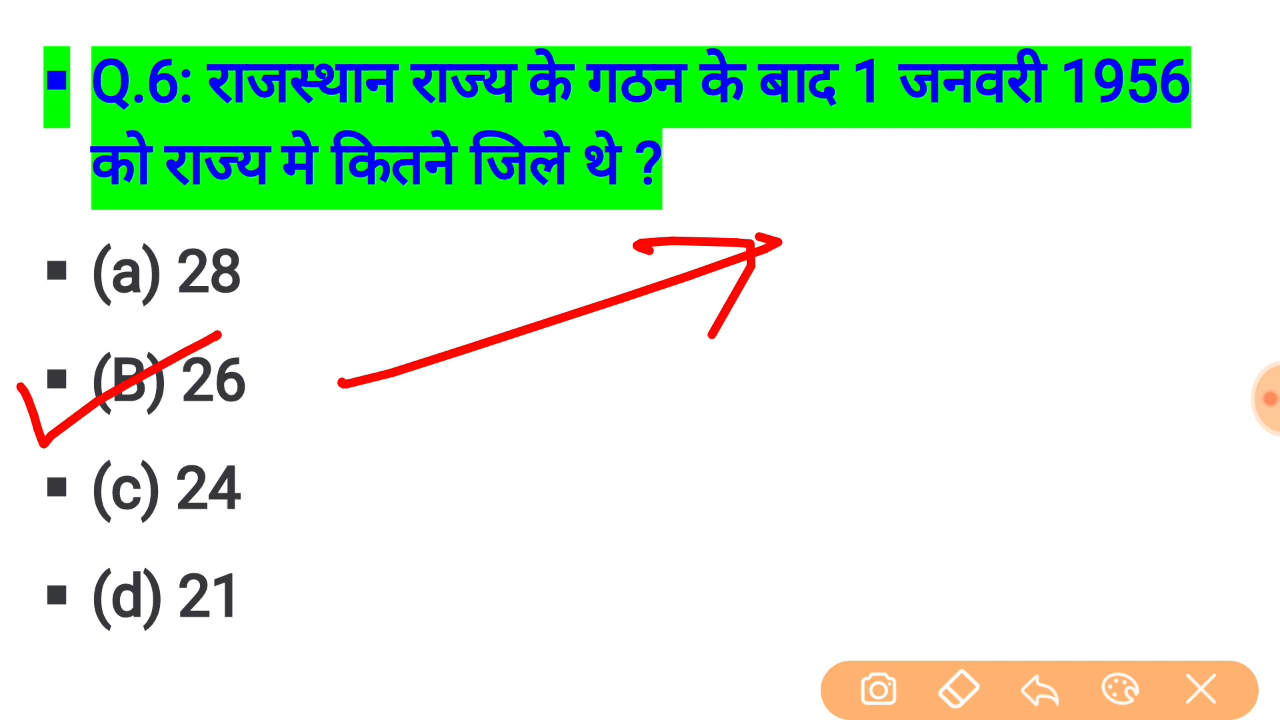 ▪ Q.6: राजस्थान राज्य के गठन के बाद 1 जनवरी 1956
को राज्य मे कितने जिले थे ?
▪ (a) 28
▪ (B) 26
▪ (c) 24
▪ (d) 21